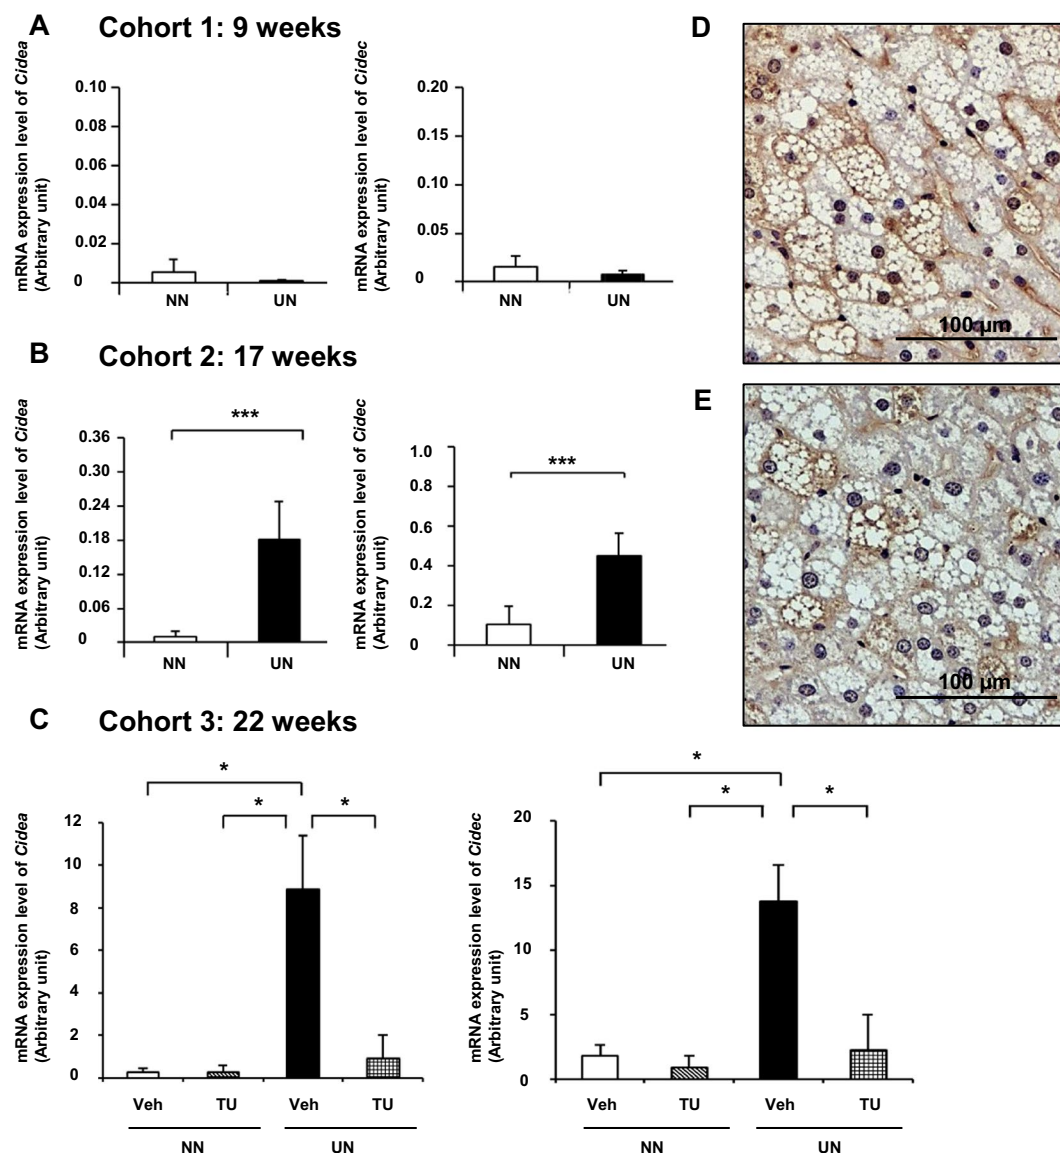 A Cohort 1: 9 weeks
mRNA expression level of Cidea
(Arbitrary unit)
0.10
0.08
0.06
0.04
0.02
0
NN UN
mRNA expression level of Cidec
(Arbitrary unit)
0.20
0.15
0.10
0.05
0
NN UN
B Cohort 2: 17 weeks
mRNA expression level of Cidea
(Arbitrary unit)
0.36
0.30
0.24
0.18
0.12
0.06
0
***
NN UN
mRNA expression level of Cidec
(Arbitrary unit)
1.0
0.8
0.6
0.4
0.2
0
***
NN UN
C Cohort 3: 22 weeks
mRNA expression level of Cidea
(Arbitrary unit)
12
10
8
6
4
2
0
*
* *
Veh TU Veh TU
NN UN
mRNA expression level of Cidec
(Arbitrary unit)
20
15
10
5
0
*
* *
Veh TU Veh TU
NN UN
D
100 µm
E
100 µm